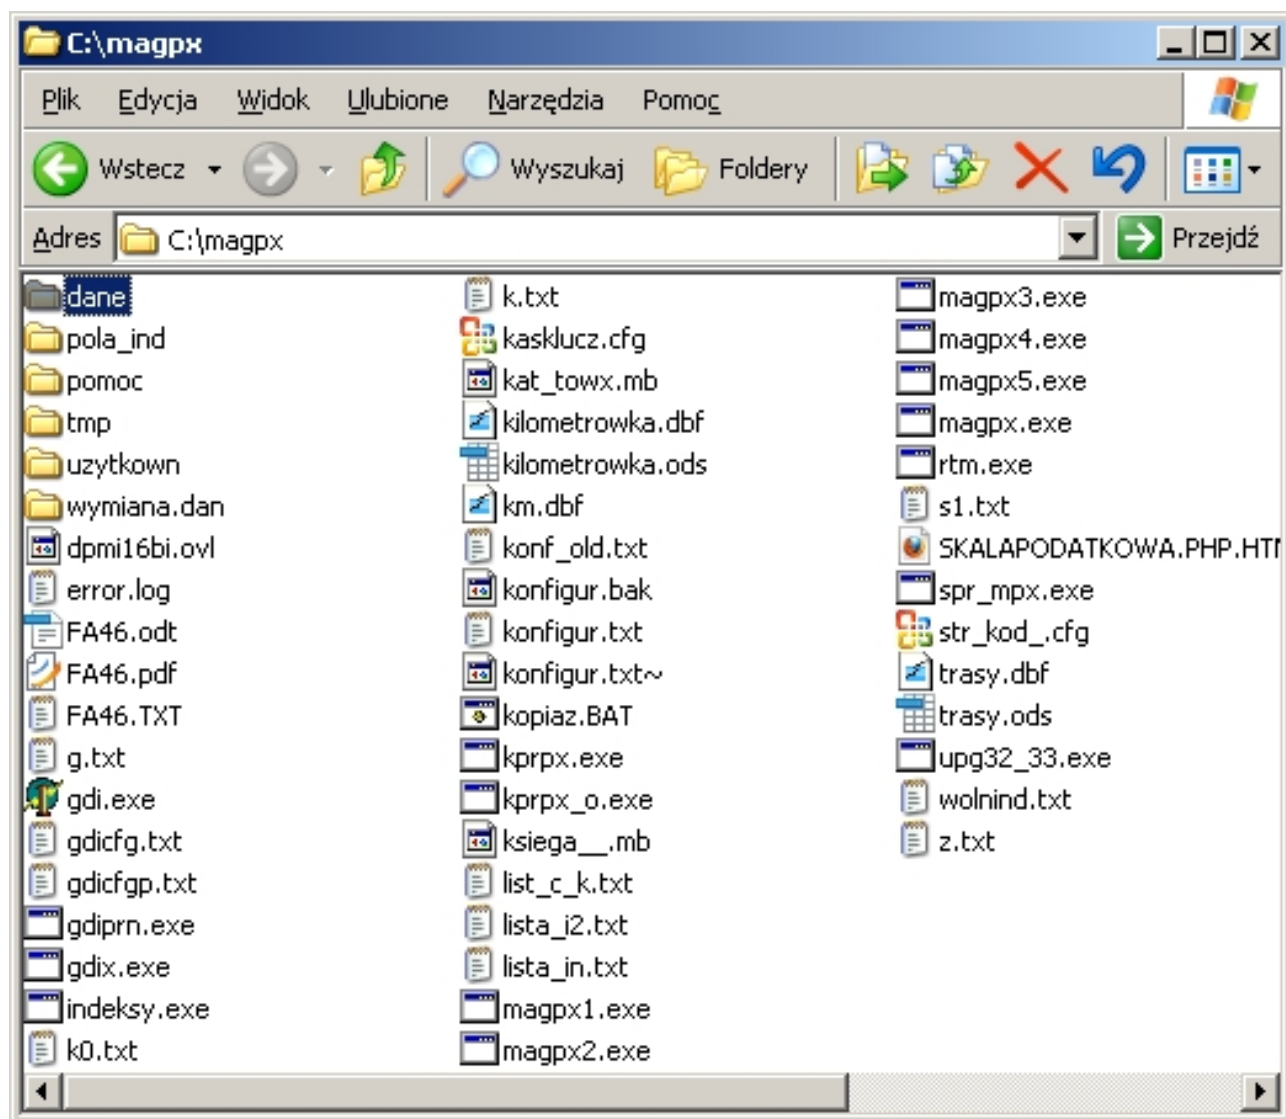 C:\magpx
Plik Edycja Widok Ulubione Narzędzia Pomoc
Wstecz Wyszukaj Foldery
Adres C:\magpx Przejdź
dane
pola_ind
pomoc
tmp
uzytkown
wymiana.dan
dpmi16bi.ovl
error.log
FA46.odt
FA46.pdf
FA46.TXT
g.txt
gdi.exe
gdicfg.txt
gdicfgp.txt
gdiprn.exe
gdix.exe
indeksy.exe
k0.txt
k.txt
kasklucz.cfg
kat_towx.mb
kilometrowka.dbf
kilometrowka.ods
km.dbf
konf_old.txt
konfigur.bak
konfigur.txt
konfigur.txt~
kopiaz.BAT
kprpx.exe
kprpx_o.exe
ksiega__.mb
list_c_k.txt
lista_i2.txt
lista_in.txt
magpx1.exe
magpx2.exe
magpx3.exe
magpx4.exe
magpx5.exe
magpx.exe
rtm.exe
s1.txt
SKALAPODATKOWA.PHP.HTM
spr_mpx.exe
str_kod_.cfg
trasy.dbf
trasy.ods
upg32_33.exe
wolnind.txt
z.txt